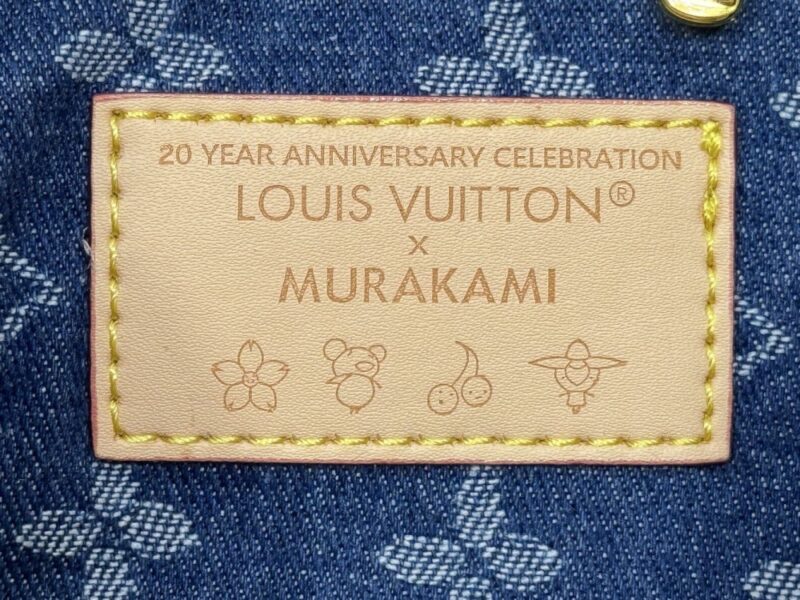 20 YEAR ANNIVERSARY CELEBRATION
LOUIS VUITTON®
x
MURAKAMI